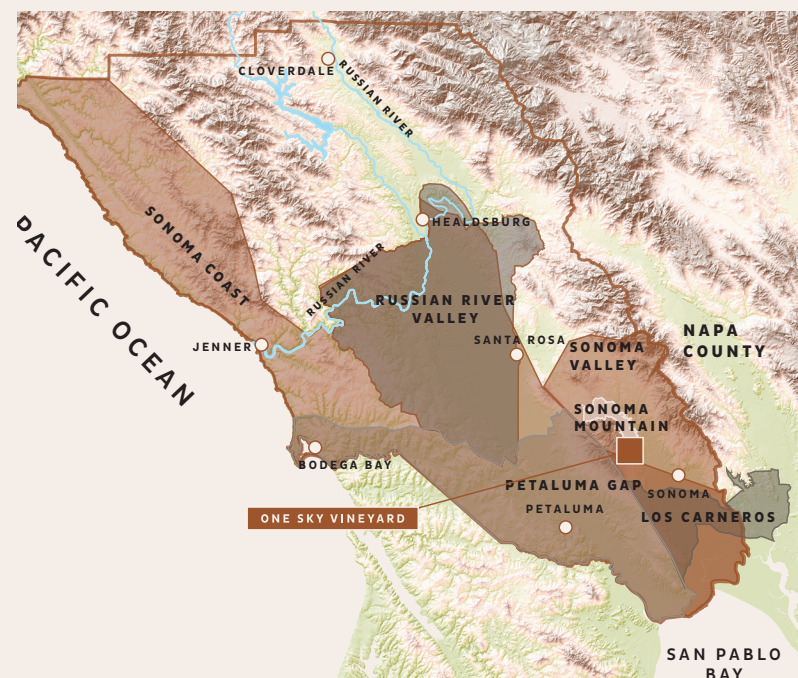 CLOVERDALE
RUSSIAN RIVER
SONOMA COAST
HEALDSBURG
PACIFIC OCEAN
RUSSIAN RIVER
RUSSIAN RIVER
VALLEY
JENNER
SANTA ROSA
SONOMA
VALLEY
NAPA
COUNTY
SONOMA
MOUNTAIN
BODEGA BAY
PETALUMA GAP
SONOMA
PETALUMA
LOS CARNEROS
ONE SKY VINEYARD
SAN PABLO
BAY